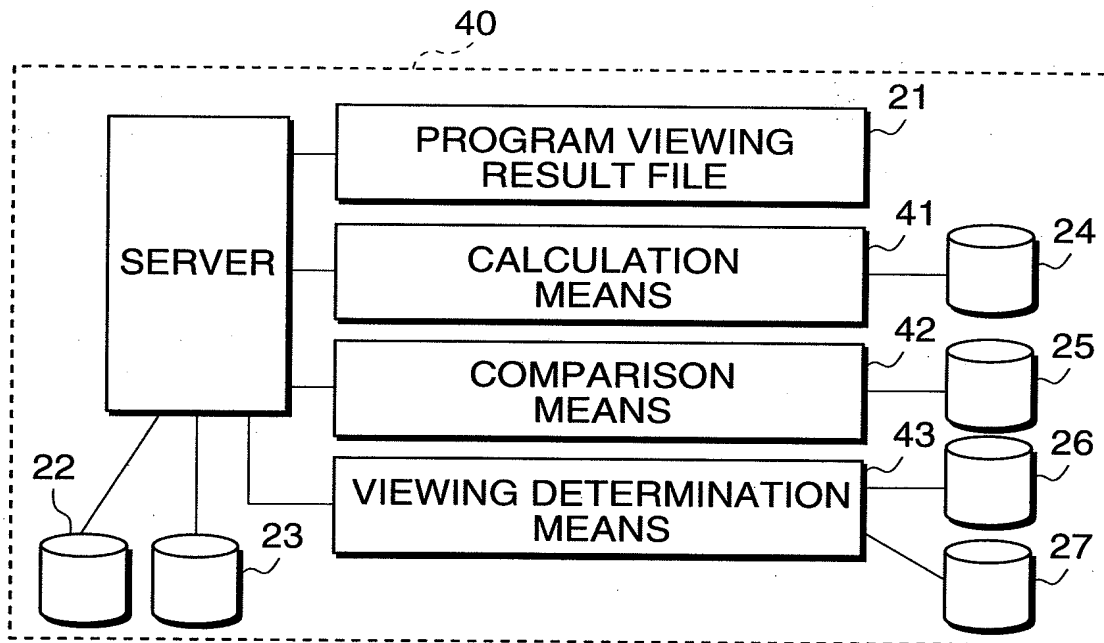 40
PROGRAM VIEWING
RESULT FILE
21
SERVER
CALCULATION
MEANS
41
24
COMPARISON
MEANS
42
25
VIEWING DETERMINATION
MEANS
43
26
27
22
23